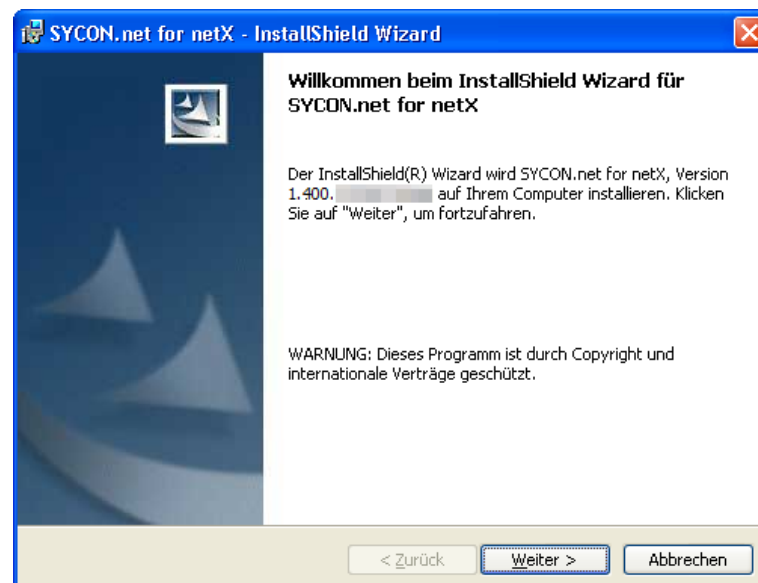 SYCON.net for netX - InstallShield Wizard
Willkommen beim InstallShield Wizard für
SYCON.net for netX
Der InstallShield(R) Wizard wird SYCON.net for netX, Version
1.400. auf Ihrem Computer installieren. Klicken
Sie auf "Weiter", um fortzufahren.
WARNUNG: Dieses Programm ist durch Copyright und
internationale Verträge geschützt.
< Zurück Weiter > Abbrechen